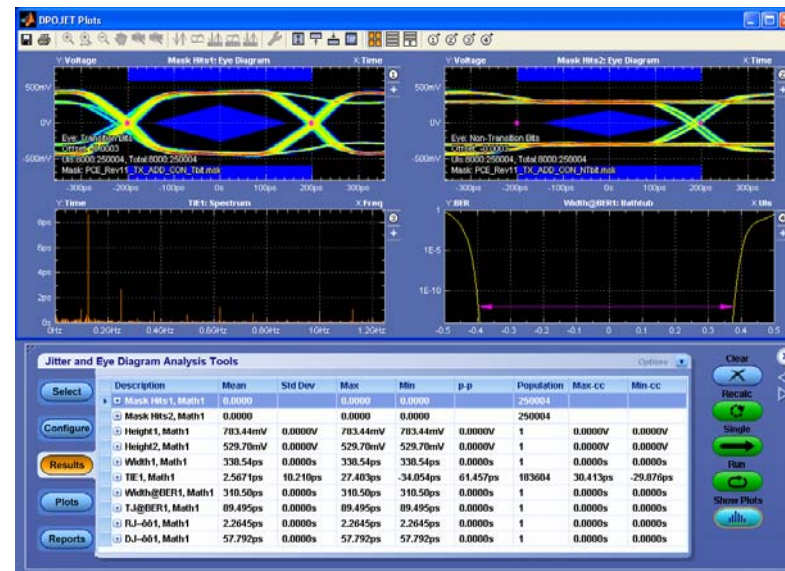 DPOJET Plots
Y:Voltage Mask Hits1: Eye Diagram X:Time
500mV
0V
-500mV
Eye: Transition Bits
Offset: -0.0003
UIs:8000:250004, Total:8000:250004
Mask: PCE_Rev11_TX_ADD_CON_Tbit.msk
-300ps -200ps -100ps 0s 100ps 200ps 300ps
Y:Voltage Mask Hits2: Eye Diagram X:Time
500mV
0V
-500mV
Eye: Non-Transition Bits
Offset: -0.0003
UIs:8000:250004, Total:8000:250004
Mask: PCE_Rev11_TX_ADD_CON_NTbit.msk
-300ps -200ps -100ps 0s 100ps 200ps 300ps
Y:Time TIE1: Spectrum X:Freq
8ps
6ps
4ps
2ps
0s
0Hz 0.2GHz 0.4GHz 0.6GHz 0.8GHz 1GHz 1.2GHz
Y:BER Width@BER1: Bathtub X:UIs
1
1E-5
1E-10
-0.5 -0.4 -0.3 -0.2 -0.1 0 0.1 0.2 0.3 0.4 0.5
Jitter and Eye Diagram Analysis Tools
Options
Clear
Select
Configure
Results
Plots
Reports
Description Mean Std Dev Max Min p-p Population Max-cc Min-cc
Mask Hits1, Math1 0.0000 0.0000 0.0000 250004
Mask Hits2, Math1 0.0000 0.0000 0.0000 250004
Height1, Math1 783.44mV 0.0000V 783.44mV 783.44mV 0.0000V 1 0.0000V 0.0000V
Height2, Math1 529.70mV 0.0000V 529.70mV 529.70mV 0.0000V 1 0.0000V 0.0000V
Width1, Math1 338.54ps 0.0000s 338.54ps 338.54ps 0.0000s 1 0.0000s 0.0000s
TIE1, Math1 2.5671ps 10.210ps 27.403ps -34.054ps 61.457ps 183604 30.413ps -29.876ps
Width@BER1, Math1 310.50ps 0.0000s 310.50ps 310.50ps 0.0000s 1 0.0000s 0.0000s
TJ@BER1, Math1 89.495ps 0.0000s 89.495ps 89.495ps 0.0000s 1 0.0000s 0.0000s
RJ-δδ1, Math1 2.2645ps 0.0000s 2.2645ps 2.2645ps 0.0000s 1 0.0000s 0.0000s
DJ-δδ1, Math1 57.792ps 0.0000s 57.792ps 57.792ps 0.0000s 1 0.0000s 0.0000s
Recalc
Single
Run
Show Plots